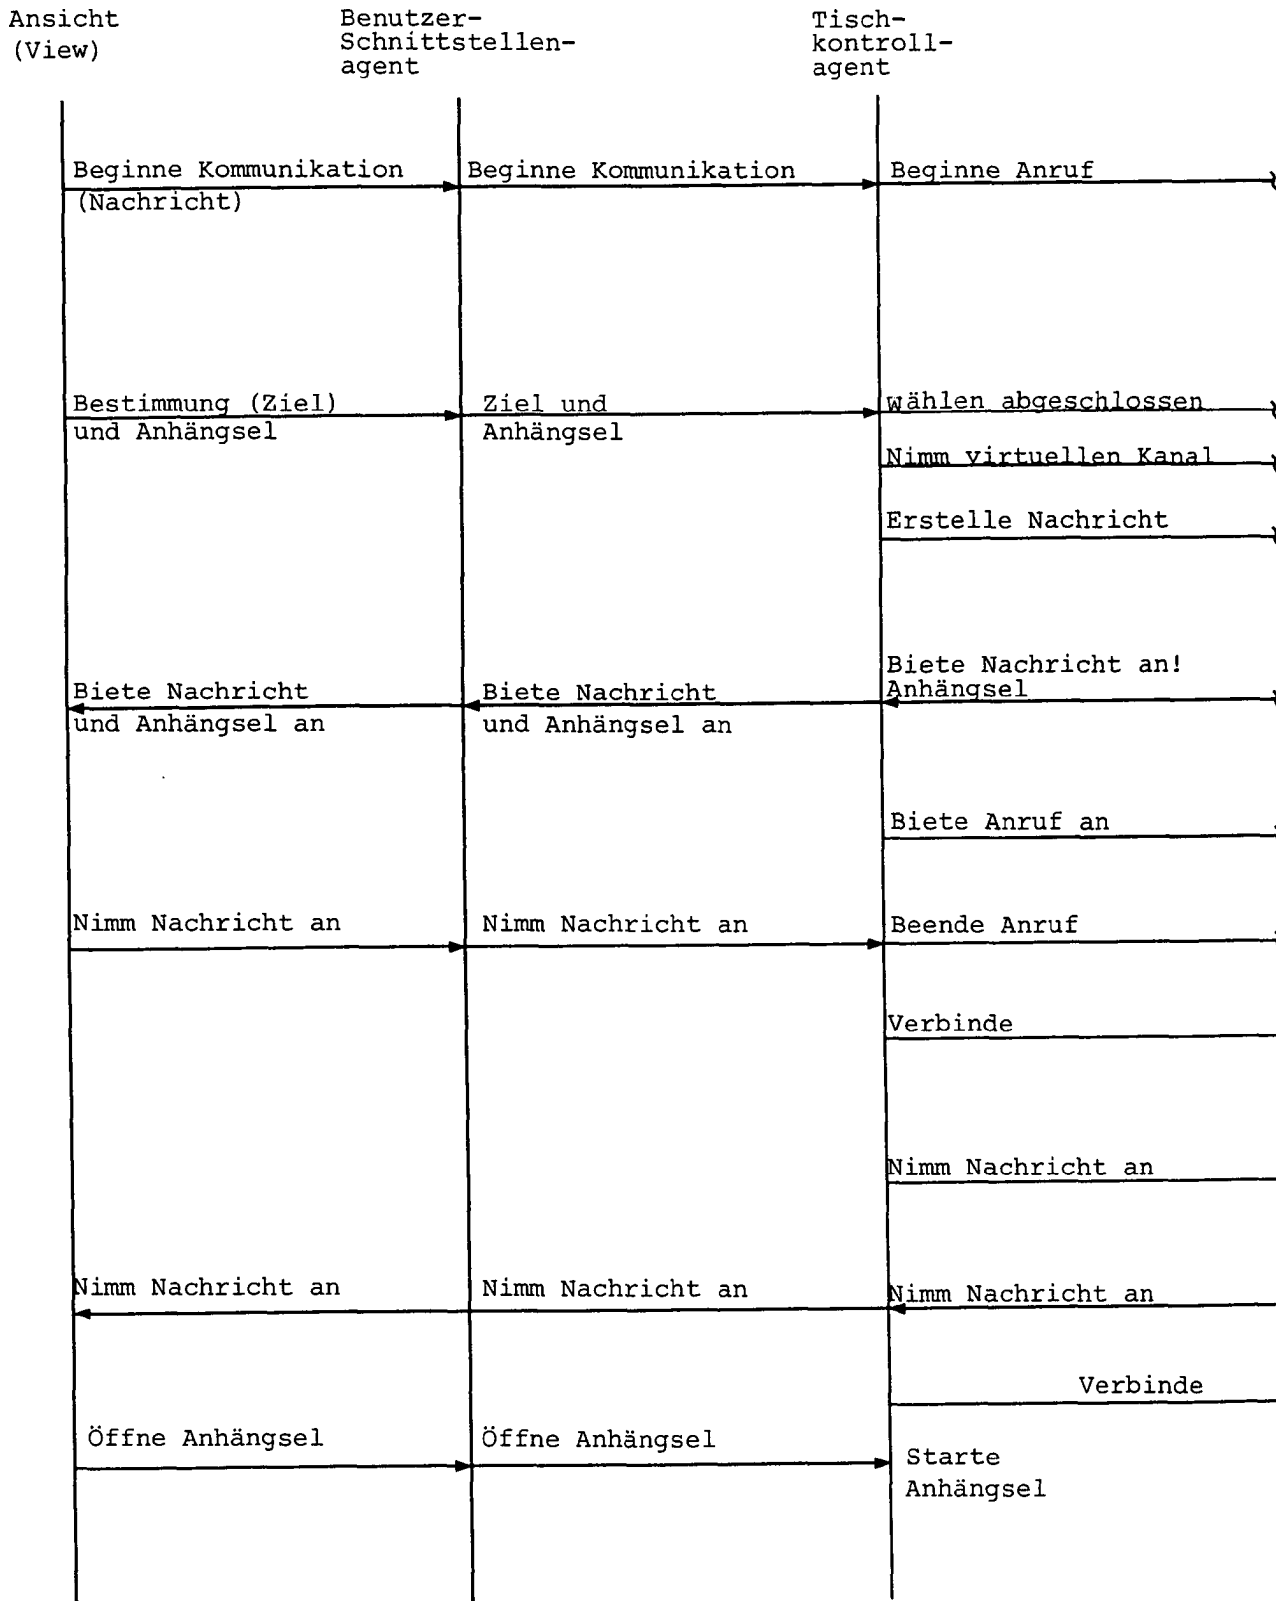 Ansicht
(View)
Benutzer-
Schnittstellen-
agent
Tisch-
kontroll-
agent
Beginne Kommunikation
(Nachricht)
Beginne Kommunikation
Beginne Anruf
Bestimmung (Ziel)
und Anhängsel
Ziel und
Anhängsel
wählen abgeschlossen
Nimm virtuellen Kanal
Erstelle Nachricht
Biete Nachricht
und Anhängsel an
Biete Nachricht
und Anhängsel an
Biete Nachricht an!
Anhängsel
Biete Anruf an
Nimm Nachricht an
Nimm Nachricht an
Beende Anruf
Verbinde
Nimm Nachricht an
Nimm Nachricht an
Nimm Nachricht an
Nimm Nachricht an
Verbinde
Öffne Anhängsel
Öffne Anhängsel
Starte
Anhängsel